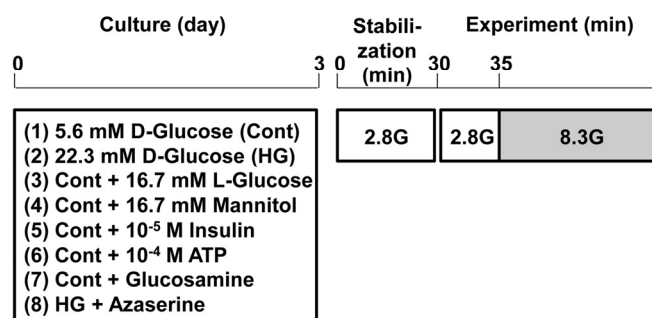 Culture (day)
Stabili-
zation
(min)
Experiment (min)
0
3
0
30
35
(1) 5.6 mM D-Glucose (Cont)
(2) 22.3 mM D-Glucose (HG)
(3) Cont + 16.7 mM L-Glucose
(4) Cont + 16.7 mM Mannitol
(5) Cont + 10⁻⁵ M Insulin
(6) Cont + 10⁻⁴ M ATP
(7) Cont + Glucosamine
(8) HG + Azaserine
2.8G
2.8G
8.3G